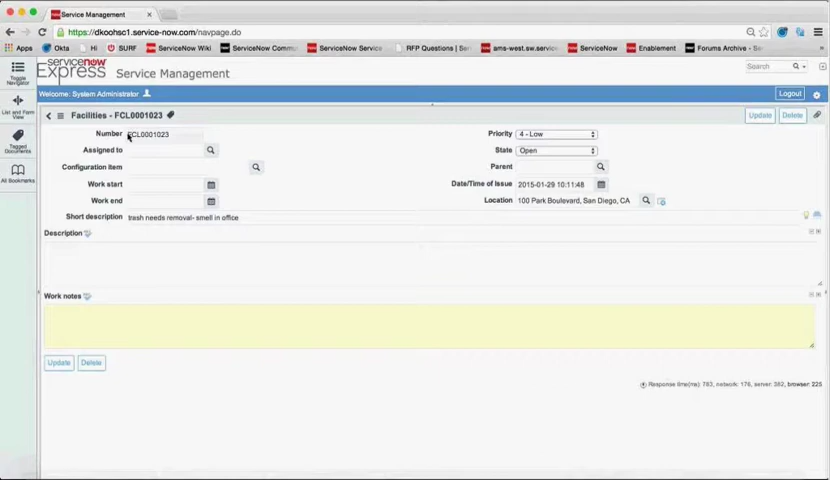 Service Management
https://dkoohsc1.service-now.com/navpage.do
Apps Okta Hi SURF ServiceNow Wiki ServiceNow Commu ServiceNow Service RFP Questions | Serv ams-west.sw.service ServiceNow Enablement Forums Archive - Se
Toggle Navigator
servicenow
Express Service Management
Search
List and Form View
Welcome: System Administrator
Logout
Tagged Documents
Facilities - FCL0001023
Update Delete
Number FCL0001023
Priority 4 - Low
Assigned to
State Open
All Bookmarks
Configuration item
Parent
Work start
Date/Time of Issue 2015-01-29 10:11:48
Work end
Location 100 Park Boulevard, San Diego, CA
Short description trash needs removal- smell in office
Description
Work notes
Update Delete
Response time(ms): 783, network: 176, server: 382, browser: 225